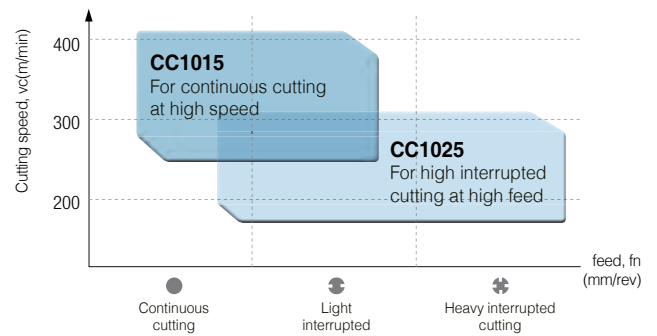 Cutting speed, vc(m/min)
400
300
200
CC1015
For continuous cutting
at high speed
CC1025
For high interrupted
cutting at high feed
feed, fn
(mm/rev)
Continuous
cutting
Light
interrupted
Heavy interrupted
cutting